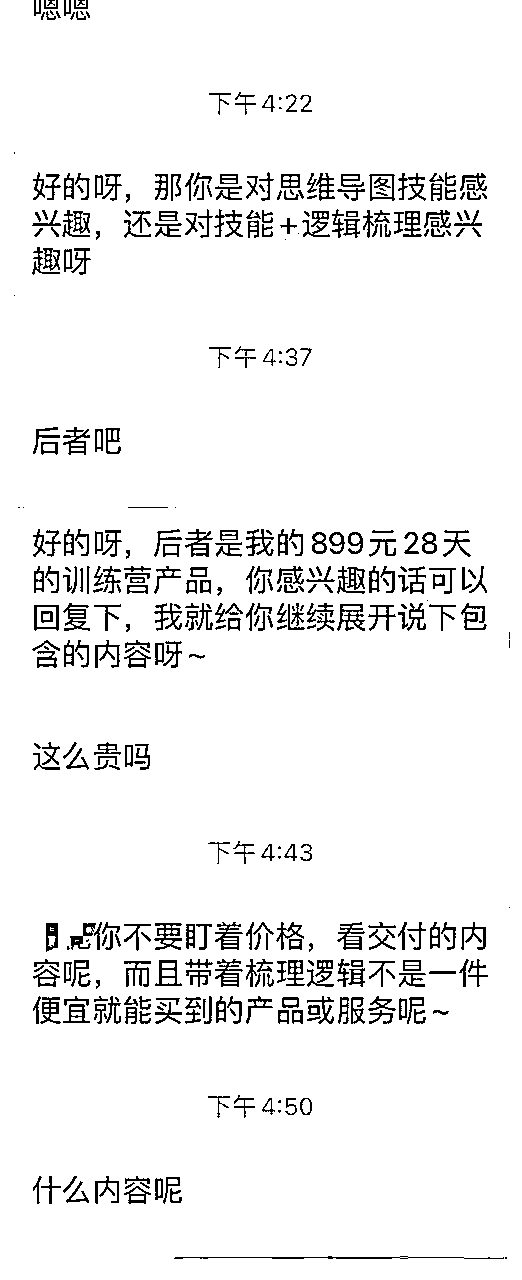 嗯嗯
下午 4:22
好的呀，那你是对思维导图技能感
兴趣，还是对技能+逻辑梳理感兴
趣呀
下午 4:37
后者吧
好的呀，后者是我的899元28天
的训练营产品，你感兴趣的话可以
回复下，我就给你继续展开说下包
含的内容呀~
这么贵吗
下午 4:43
你不要盯着价格，看交付的内
容呢，而且带着梳理逻辑不是一件
便宜就能买到的产品或服务呢~
下午 4:50
什么内容呢